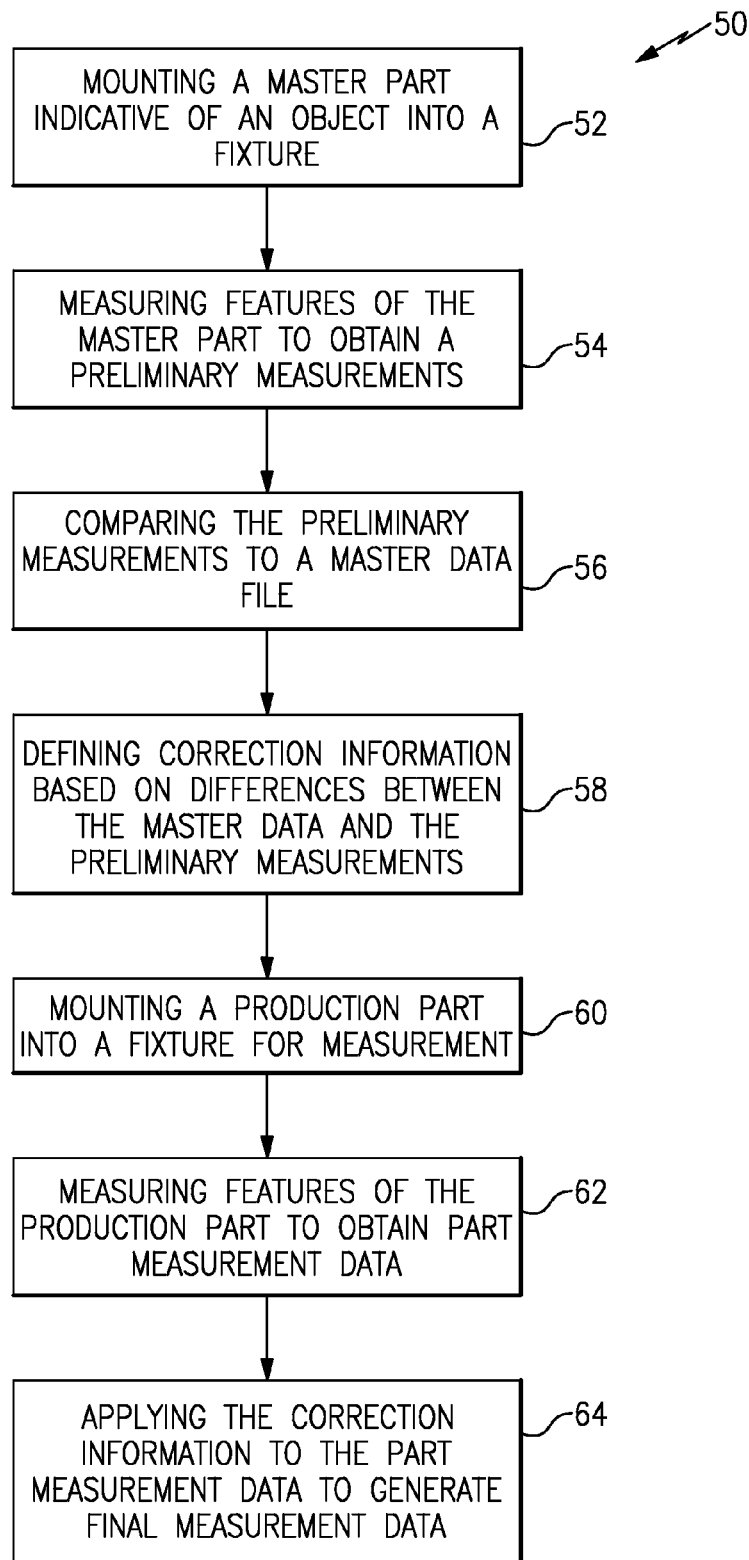 50
MOUNTING A MASTER PART
INDICATIVE OF AN OBJECT INTO A
FIXTURE
52
MEASURING FEATURES OF THE
MASTER PART TO OBTAIN A
PRELIMINARY MEASUREMENTS
54
COMPARING THE PRELIMINARY
MEASUREMENTS TO A MASTER DATA
FILE
56
DEFINING CORRECTION INFORMATION
BASED ON DIFFERENCES BETWEEN
THE MASTER DATA AND THE
PRELIMINARY MEASUREMENTS
58
MOUNTING A PRODUCTION PART
INTO A FIXTURE FOR MEASUREMENT
60
MEASURING FEATURES OF THE
PRODUCTION PART TO OBTAIN PART
MEASUREMENT DATA
62
APPLYING THE CORRECTION
INFORMATION TO THE PART
MEASUREMENT DATA TO GENERATE
FINAL MEASUREMENT DATA
64